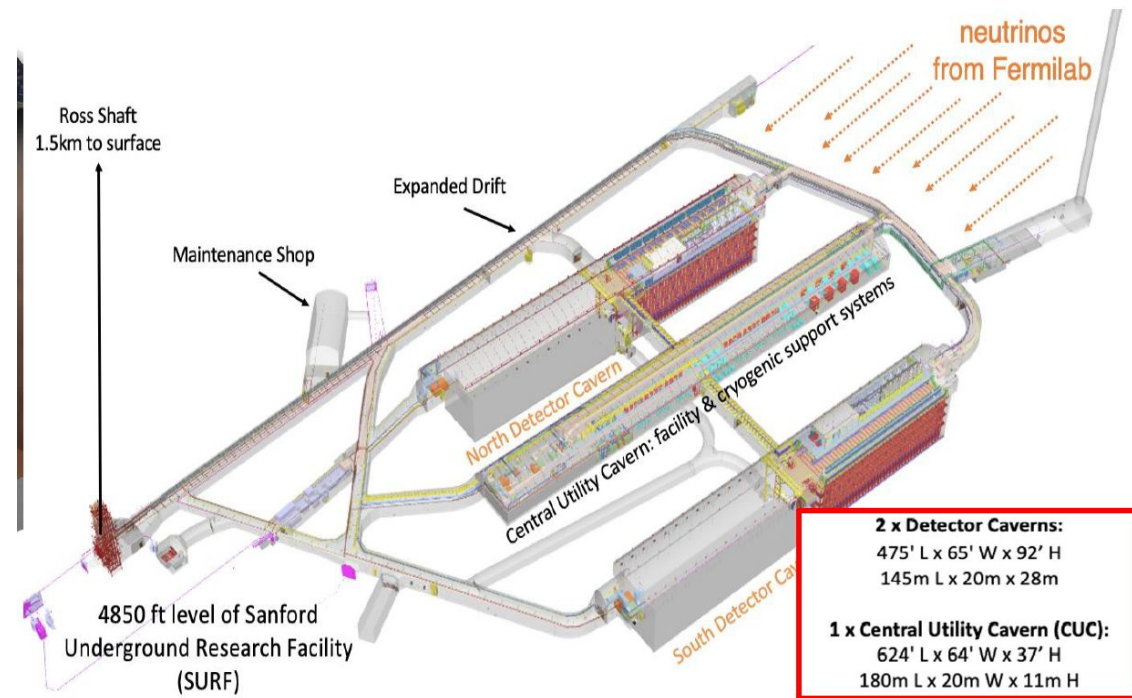 neutrinos
from Fermilab
Ross Shaft
1.5km to surface
Expanded Drift
Maintenance Shop
North Detector Cavern
Central Utility Cavern: facility & cryogenic support systems
South Detector
4850 ft level of Sanford
Underground Research Facility
(SURF)
2 x Detector Caverns:
475' L x 65' W x 92’ H
145m L x 20m x 28m
1 x Central Utility Cavern (CUC):
624' L x 64' W x 37' H
180m L x 20m W x 11m H